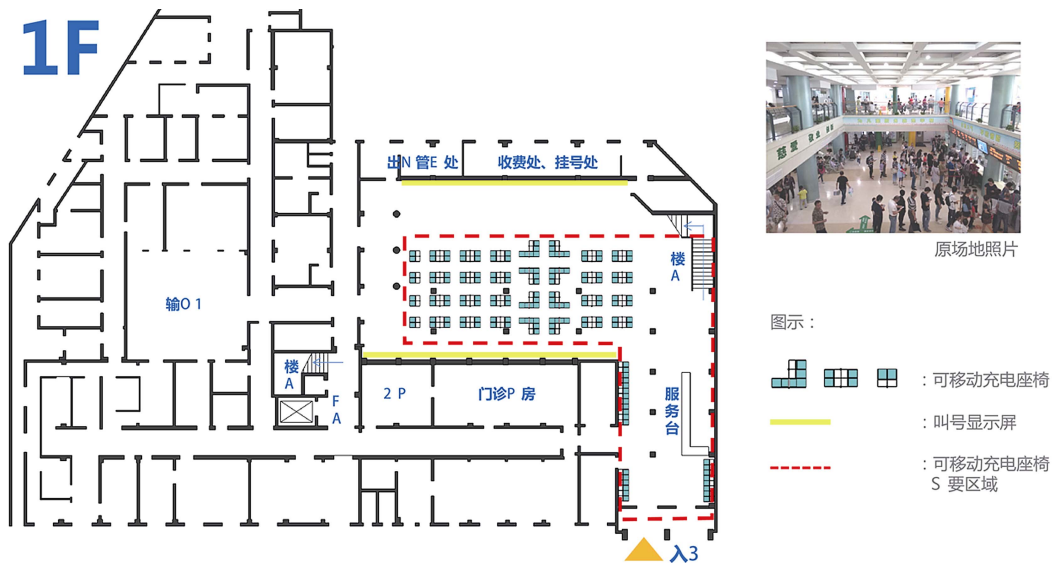 1F
出N 管E 处
收费处、挂号处
楼
A
输O 1
楼
A
F
A
2 P
门诊P 房
服
务
台
入3
慈爱
原场地照片
图示：
：可移动充电座椅
：叫号显示屏
：可移动充电座椅
S 要区域